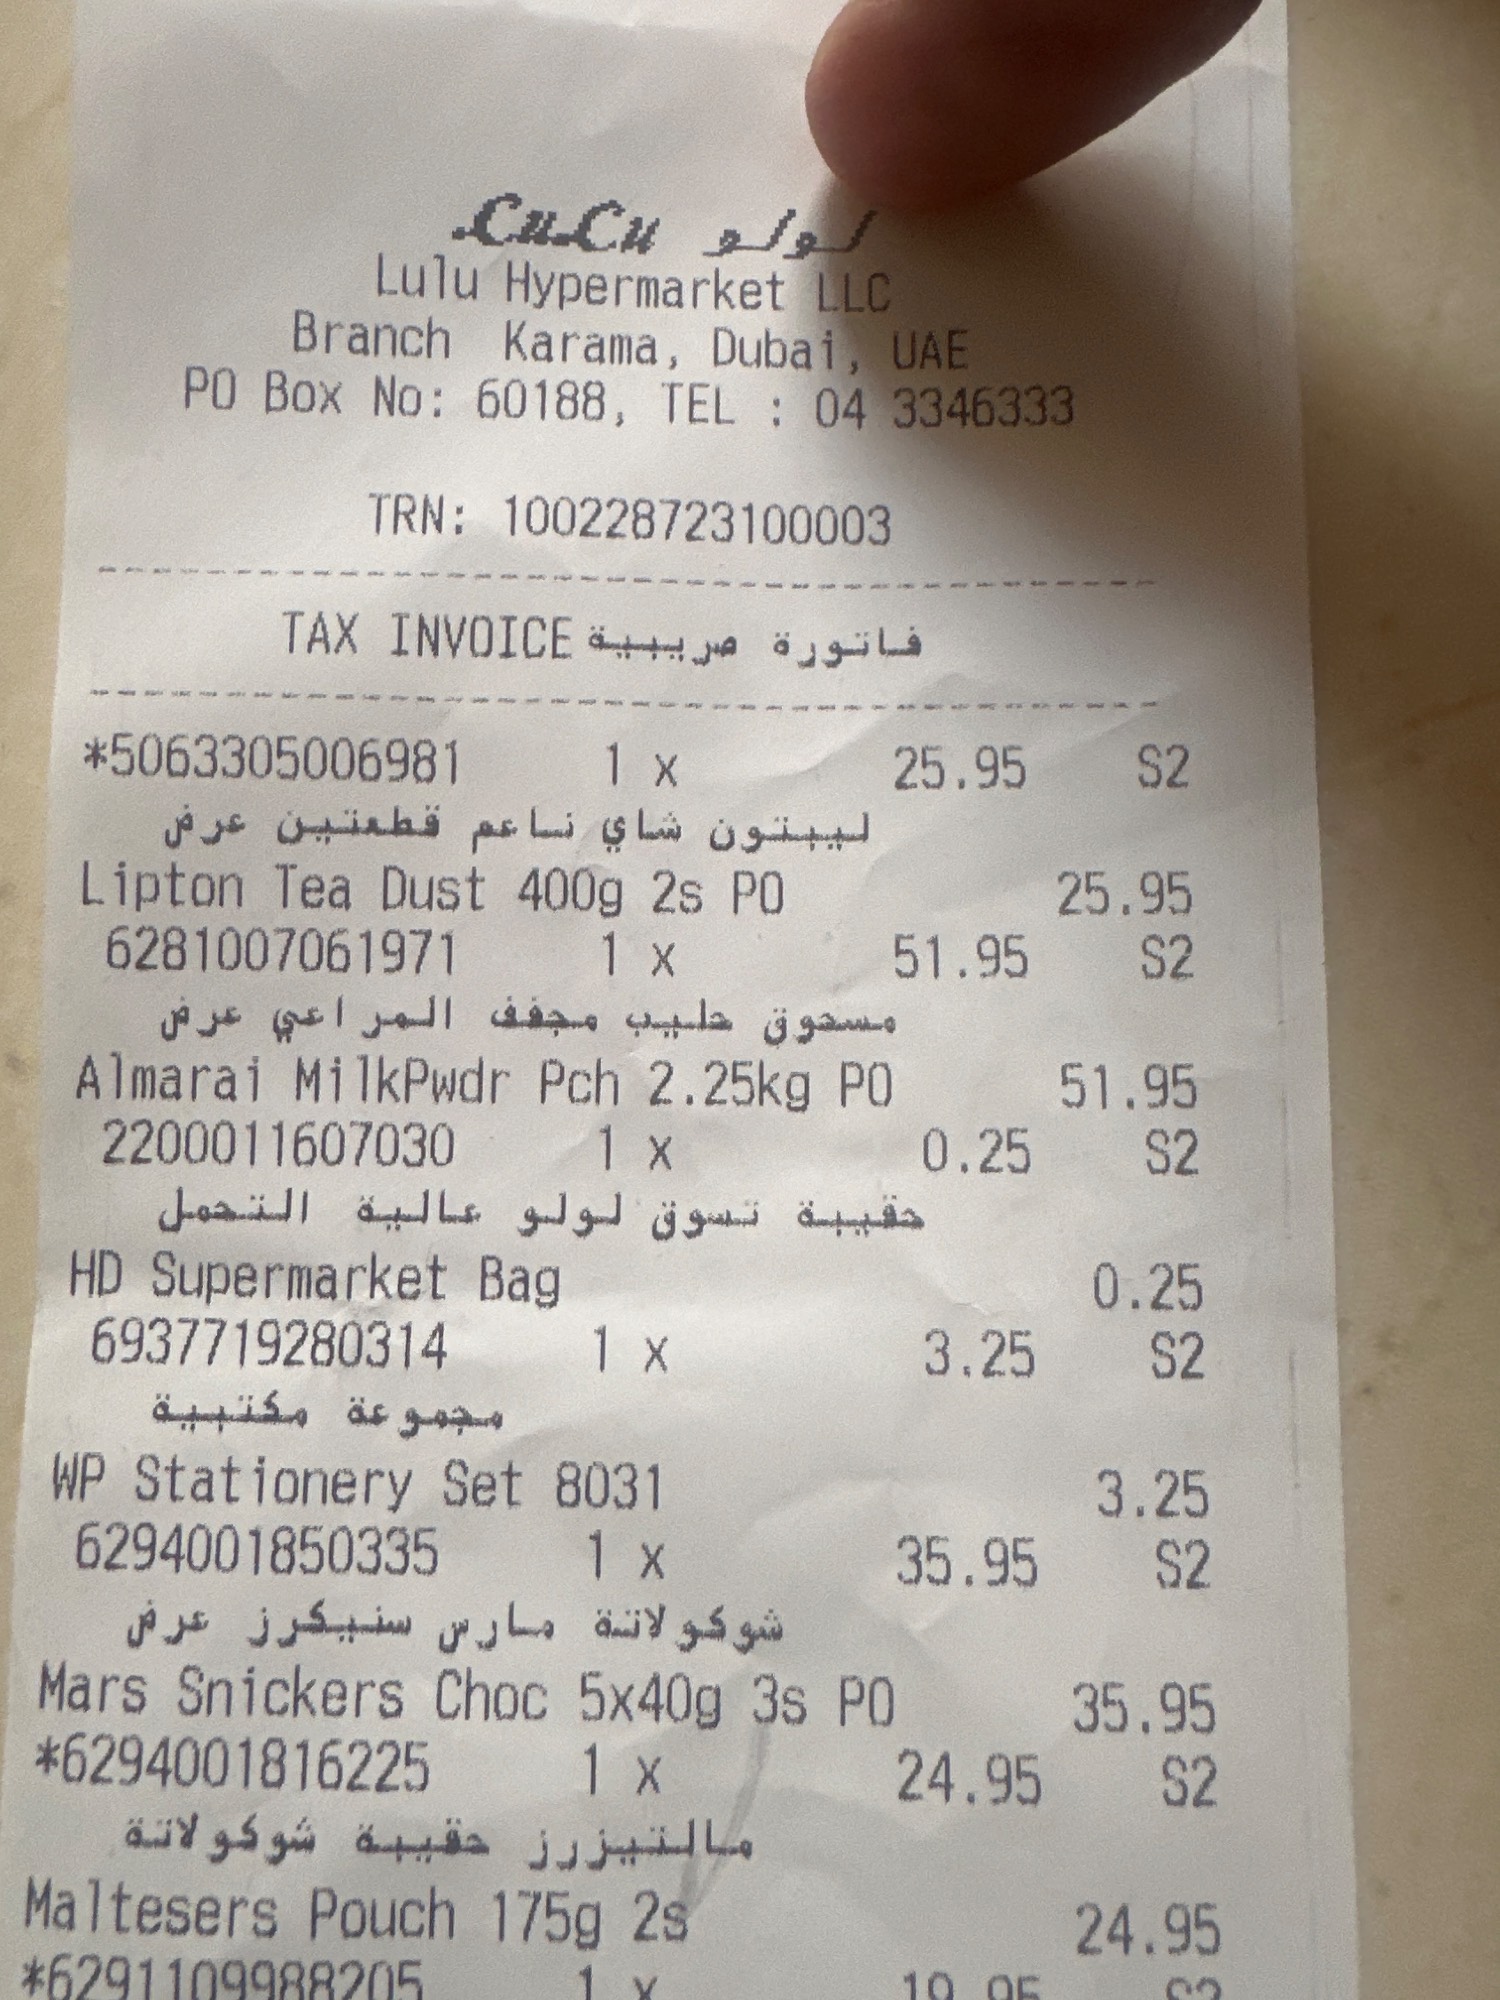 LuLu لولو
Lulu Hypermarket LLC
Branch Karama, Dubai, UAE
PO Box No: 60188, TEL : 04 3346333
TRN: 100228723100003
TAX INVOICE فاتورة ضريبية
*5063305006981 1 x 25.95 S2
ليبتون شاي ناعم قطعتين عرض
Lipton Tea Dust 400g 2s PO 25.95
6281007061971 1 x 51.95 S2
مسحوق حليب مجفف المراعي عرض
Almarai MilkPwdr Pch 2.25kg PO 51.95
2200011607030 1 x 0.25 S2
حقيبة تسوق لولو عالية التحمل
HD Supermarket Bag 0.25
6937719280314 1 x 3.25 S2
مجموعة مكتبية
WP Stationery Set 8031 3.25
6294001850335 1 x 35.95 S2
شوكولاتة مارس سنيكرز عرض
Mars Snickers Choc 5x40g 3s PO 35.95
*6294001816225 1 x 24.95 S2
مالتيزرز حقيبة شوكولاتة
Maltesers Pouch 175g 2s 24.95
*6291109988205 1 x 19.95 S2